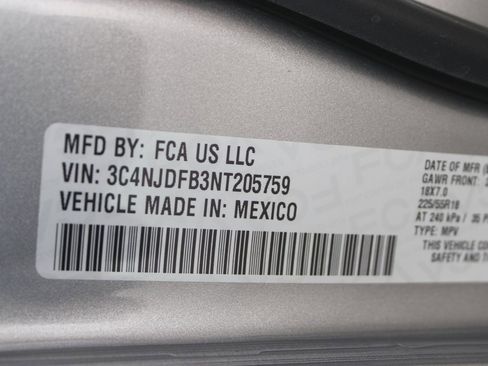 MFD BY: FCA US LLC
VIN: 3C4NJDFB3NT205759
VEHICLE MADE IN: MEXICO
DATE OF MFR
GAWR FRONT:
18X7.0
225/55R18
AT 240 kPa / 35
TYPE: MPV
THIS VEHICLE
SAFETY AND